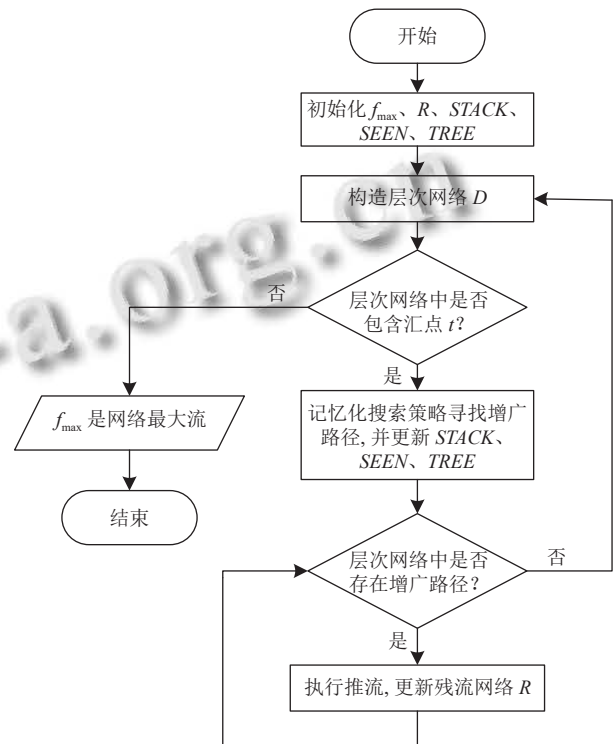 开始
初始化 fmax、R、STACK、
SEEN、TREE
构造层次网络 D
层次网络中是否
包含汇点 t?
否
是
fmax 是网络最大流
结束
记忆化搜索策略寻找增广
路径, 并更新 STACK、
SEEN、TREE
层次网络中是否
存在增广路径?
否
是
执行推流, 更新残流网络 R
a.org.cn